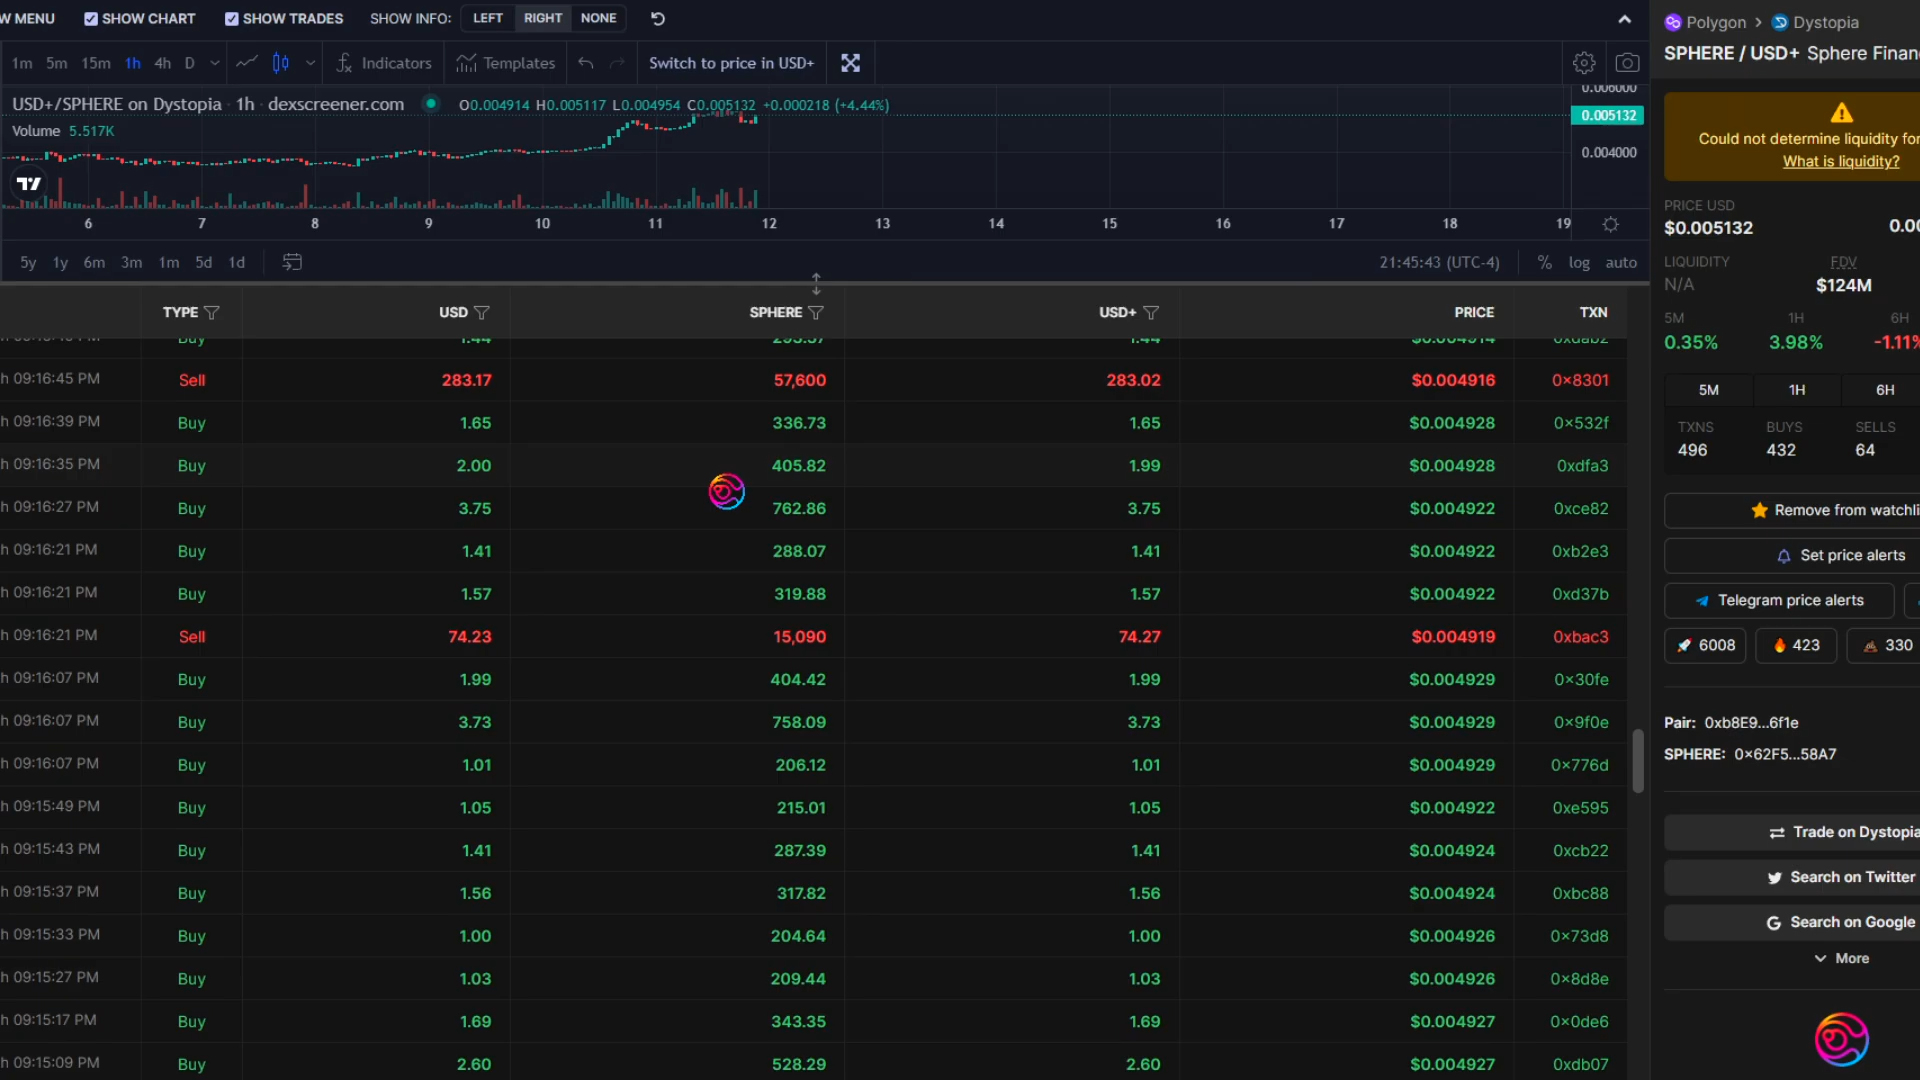 W MENU SHOW CHART SHOW TRADES SHOW INFO: LEFT RIGHT NONE
1m 5m 15m 1h 4h D Indicators Templates Switch to price in USD+
USD+/SPHERE on Dystopia · 1h · dexscreener.com O0.004914 H0.005117 L0.004954 C0.005132 +0.000218 (+4.44%)
Volume 5.517K
0.006000
0.005132
0.004000
6 7 8 9 10 11 12 13 14 15 16 17 18 19
5y 1y 6m 3m 1m 5d 1d 21:45:43 (UTC-4) % log auto
TYPE USD SPHERE USD+ PRICE TXN
Buy 1.44 293.37 1.44 $0.004914 0xdab2
h 09:16:45 PM Sell 283.17 57,600 283.02 $0.004916 0x8301
h 09:16:39 PM Buy 1.65 336.73 1.65 $0.004928 0x532f
h 09:16:35 PM Buy 2.00 405.82 1.99 $0.004928 0xdfa3
h 09:16:27 PM Buy 3.75 762.86 3.75 $0.004922 0xce82
h 09:16:21 PM Buy 1.41 288.07 1.41 $0.004922 0xb2e3
h 09:16:21 PM Buy 1.57 319.88 1.57 $0.004922 0xd37b
h 09:16:21 PM Sell 74.23 15,090 74.27 $0.004919 0xbac3
h 09:16:07 PM Buy 1.99 404.42 1.99 $0.004929 0x30fe
h 09:16:07 PM Buy 3.73 758.09 3.73 $0.004929 0x9f0e
h 09:16:07 PM Buy 1.01 206.12 1.01 $0.004929 0x776d
h 09:15:49 PM Buy 1.05 215.01 1.05 $0.004922 0xe595
h 09:15:43 PM Buy 1.41 287.39 1.41 $0.004924 0xcb22
h 09:15:37 PM Buy 1.56 317.82 1.56 $0.004924 0xbc88
h 09:15:33 PM Buy 1.00 204.64 1.00 $0.004926 0x73d8
h 09:15:27 PM Buy 1.03 209.44 1.03 $0.004926 0x8d8e
h 09:15:17 PM Buy 1.69 343.35 1.69 $0.004927 0x0de6
h 09:15:09 PM Buy 2.60 528.29 2.60 $0.004927 0xdb07
Polygon > Dystopia
SPHERE / USD+ Sphere Finan
Could not determine liquidity for
What is liquidity?
PRICE USD
$0.005132 0.00
LIQUIDITY FDV
N/A $124M
5M 1H 6H
0.35% 3.98% -1.11%
5M 1H 6H
TXNS BUYS SELLS
496 432 64
Remove from watchli
Set price alerts
Telegram price alerts
6008 423 330
Pair: 0xb8E9...6f1e
SPHERE: 0x62F5...58A7
Trade on Dystopia
Search on Twitter
Search on Google
More